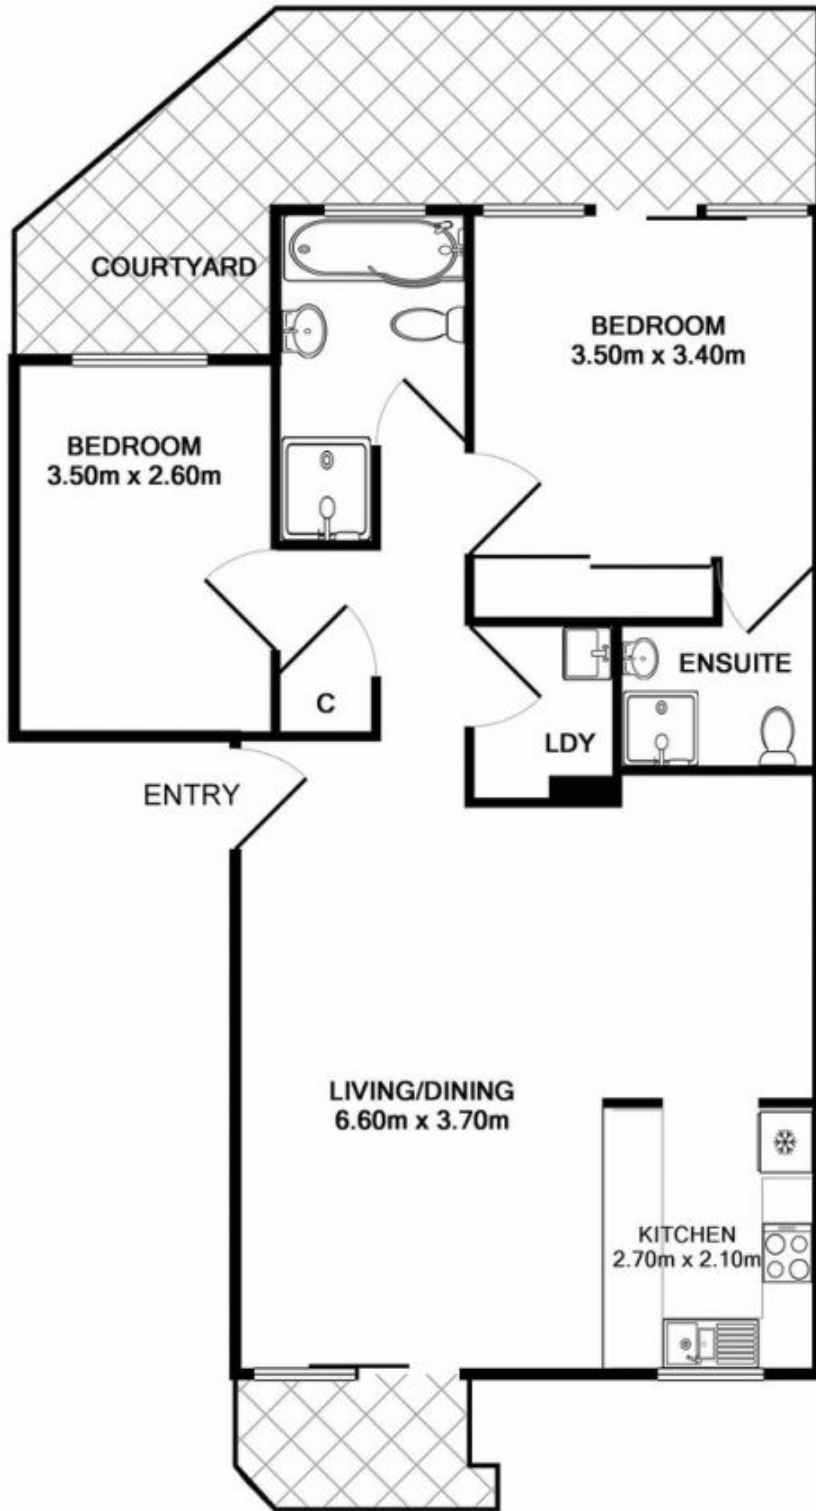 COURTYARD
BEDROOM
3.50m x 3.40m
BEDROOM
3.50m x 2.60m
ENSUITE
C
LDY
ENTRY
LIVING/DINING
6.60m x 3.70m
KITCHEN
2.70m x 2.10m